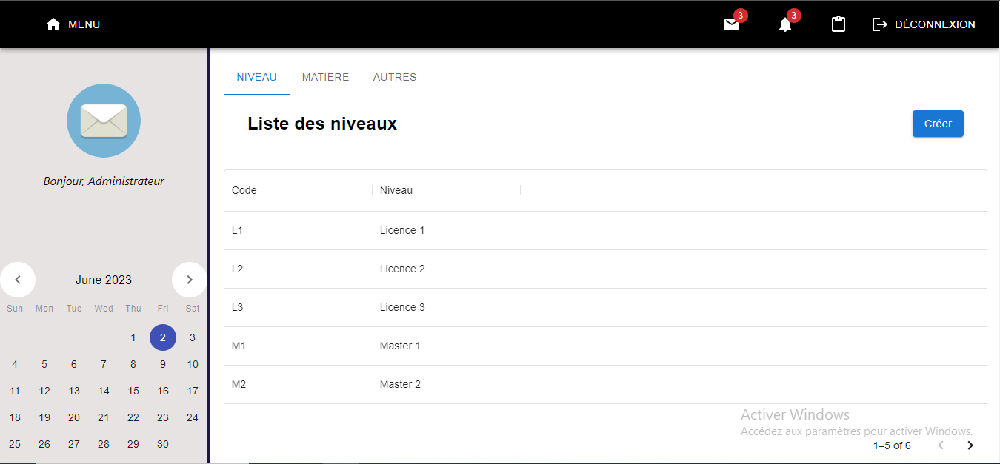 MENU 3 3 DÉCONNEXION
NIVEAU MATIERE AUTRES
Liste des niveaux Créer
Bonjour, Administrateur
Code Niveau
L1 Licence 1
L2 Licence 2
L3 Licence 3
M1 Master 1
M2 Master 2
1–5 of 6
June 2023
Sun Mon Tue Wed Thu Fri Sat
1 2 3
4 5 6 7 8 9 10
11 12 13 14 15 16 17
18 19 20 21 22 23 24
25 26 27 28 29 30
Activer Windows
Accédez aux paramètres pour activer Windows.